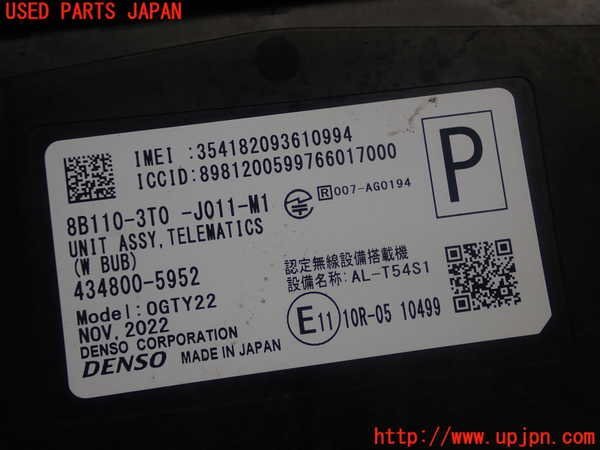 USED PARTS JAPAN
IMEI :354182093610994
ICCID:8981200599766017000
8B110-3T0 -J011-M1
R 007-AG0194
P
UNIT ASSY,TELEMATICS
(W BUB)
434800-5952
認定無線設備搭載機
設備名称:AL-T54S1
Model:0GTY22
NOV, 2022
E11 10R-05 10499
DENSO CORPORATION
DENSO MADE IN JAPAN
URL:http://www.upjpn.com